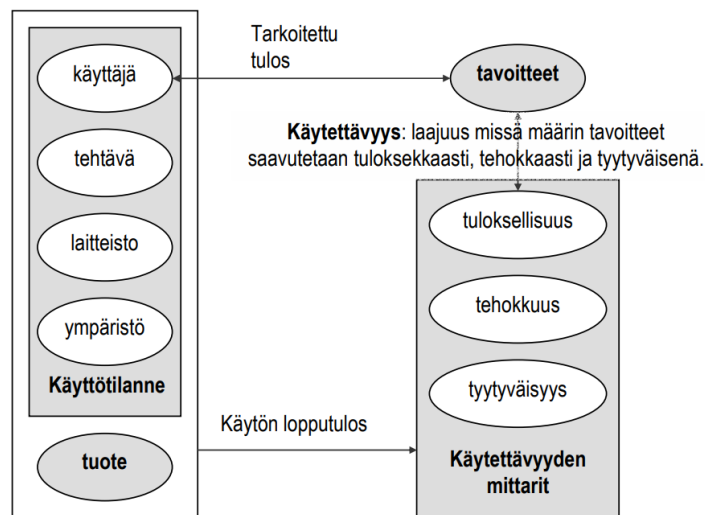 käyttäjä
tehtävä
laitteisto
ympäristö
Käyttötilanne
tuote
Tarkoitettu
tulos
tavoitteet
Käytettävyys: laajuus missä määrin tavoitteet
saavutetaan tuloksekkaasti, tehokkaasti ja tyytyväisenä.
tuloksellisuus
tehokkuus
tyytyväisyys
Käytettävyyden
mittarit
Käytön lopputulos